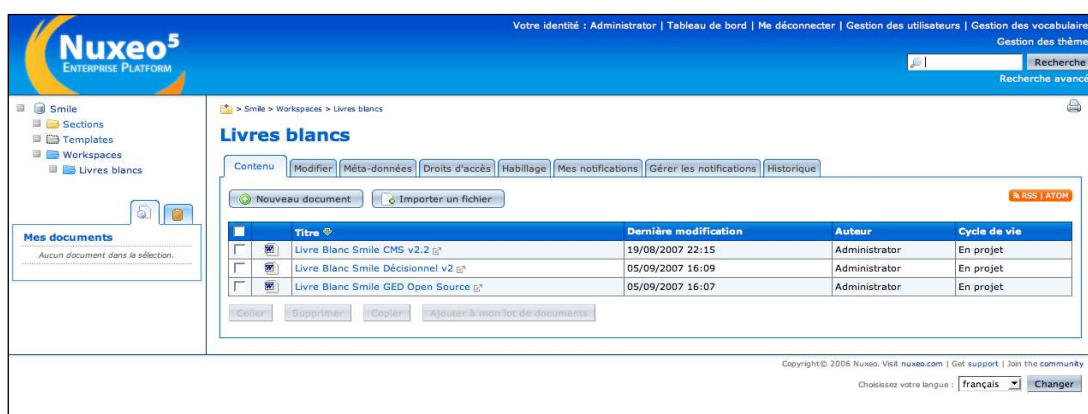 Votre identité : Administrator | Tableau de bord | Me déconnecter | Gestion des utilisateurs | Gestion des vocabulaire
Gestion des thème
Nuxeo5
ENTERPRISE PLATFORM
Recherche
Recherche avancé
Smile
Sections
Templates
Workspaces
Livres blancs
Mes documents
Aucun document dans la sélection.
> Smile > Workspaces > Livres blancs
Livres blancs
Contenu Modifier Méta-données Droits d'accès Habillage Mes notifications Gérer les notifications Historique
Nouveau document Importer un fichier RSS | ATOM
Titre Dernière modification Auteur Cycle de vie
Livre Blanc Smile CMS v2.2 19/08/2007 22:15 Administrator En projet
Livre Blanc Smile Décisionnel v2 05/09/2007 16:09 Administrator En projet
Livre Blanc Smile GED Open Source 05/09/2007 16:07 Administrator En projet
Coller Supprimer Copier Ajouter à mon lot de documents
Copyright© 2006 Nuxeo. Visit nuxeo.com | Get support | Join the community
Choisissez votre langue : français Changer